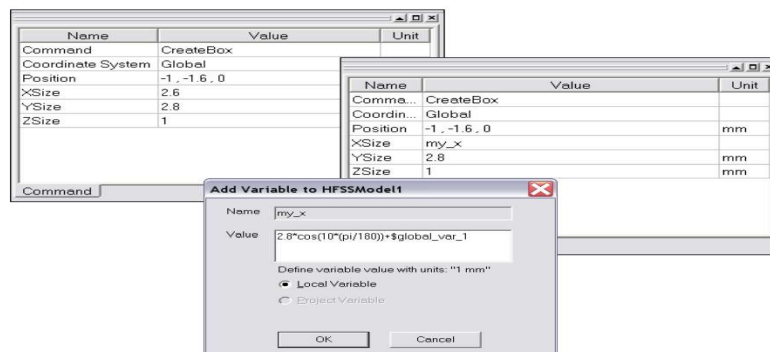 Name Value Unit
Command CreateBox
Coordinate System Global
Position -1 , -1.6 , 0
XSize 2.6
YSize 2.8
ZSize 1
Command
Name Value Unit
Comma... CreateBox
Coordin... Global
Position -1 , -1.6 , 0 mm
XSize my_x
YSize 2.8 mm
ZSize 1 mm
Add Variable to HFSSModel1
Name my_x
Value 2.8*cos(10*(pi/180))+$global_var_1
Define variable value with units: "1 mm"
Local Variable
Project Variable
OK Cancel